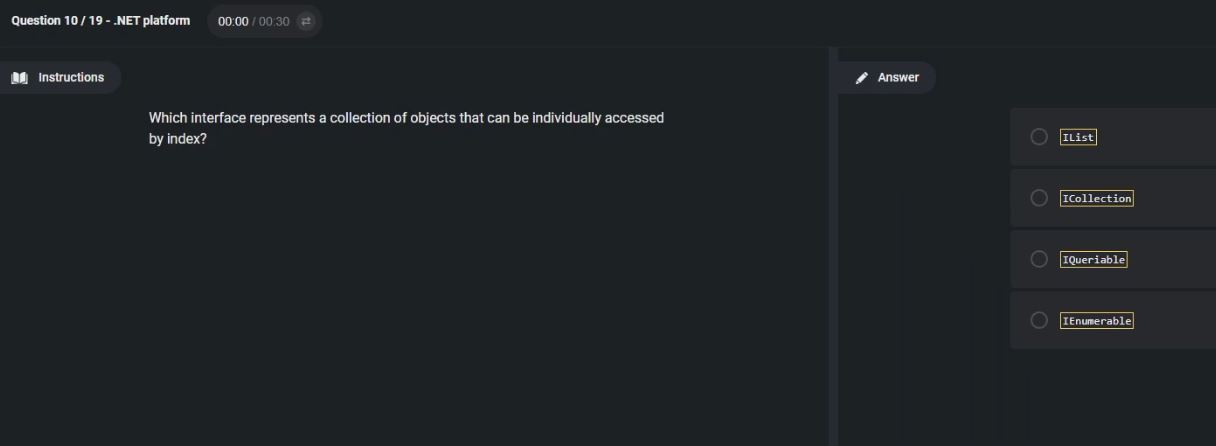 Question 10 / 19 - .NET platform
00:00 / 00:30
Instructions
Answer
Which interface represents a collection of objects that can be individually accessed
by index?
IList
ICollection
IQueriable
IEnumerable